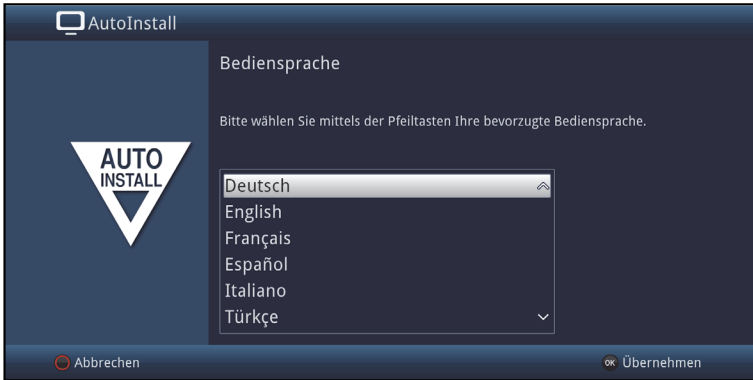 AutoInstall
Bediensprache
Bitte wählen Sie mittels der Pfeiltasten Ihre bevorzugte Bediensprache.
AUTO
INSTALL
Deutsch
English
Français
Español
Italiano
Türkçe
Abbrechen
OK Übernehmen